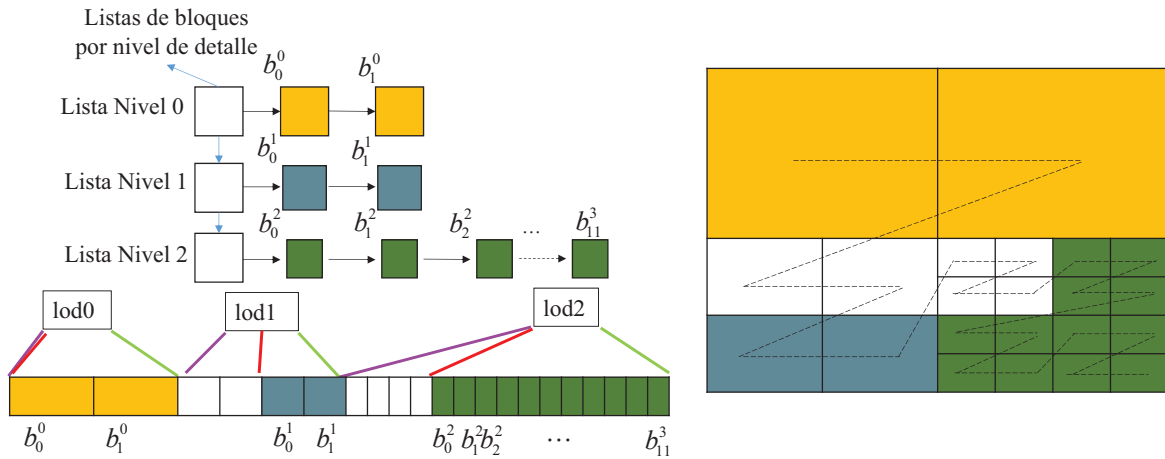 Listas de bloques
por nivel de detalle
b_0^0 b_1^0
Lista Nivel 0
b_0^1 b_1^1
Lista Nivel 1
b_0^2 b_1^2 b_2^2 ... b_11^3
Lista Nivel 2
lod0 lod1 lod2
b_0^0 b_1^0 b_0^1 b_1^1 b_0^2 b_1^2 b_2^2 ... b_11^3